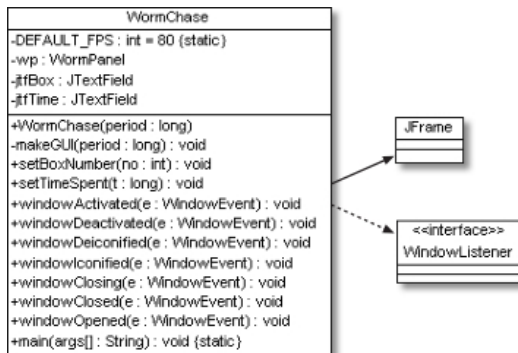 WormChase
-DEFAULT_FPS : int = 80 {static}
-wp : WormPanel
-jtfBox : JTextField
-jtfTime : JTextField
+WormChase(period : long)
-makeGUI(period : long) : void
+setBoxNumber(no : int) : void
+setTimeSpent(t : long) : void
+windowActivated(e : WindowEvent) : void
+windowDeactivated(e : WindowEvent) : void
+windowDeiconified(e : WindowEvent) : void
+windowIconified(e : WindowEvent) : void
+windowClosing(e : WindowEvent) : void
+windowClosed(e : WindowEvent) : void
+windowOpened(e : WindowEvent) : void
+main(args[] : String) : void {static}
JFrame
<<interface>>
WindowListener